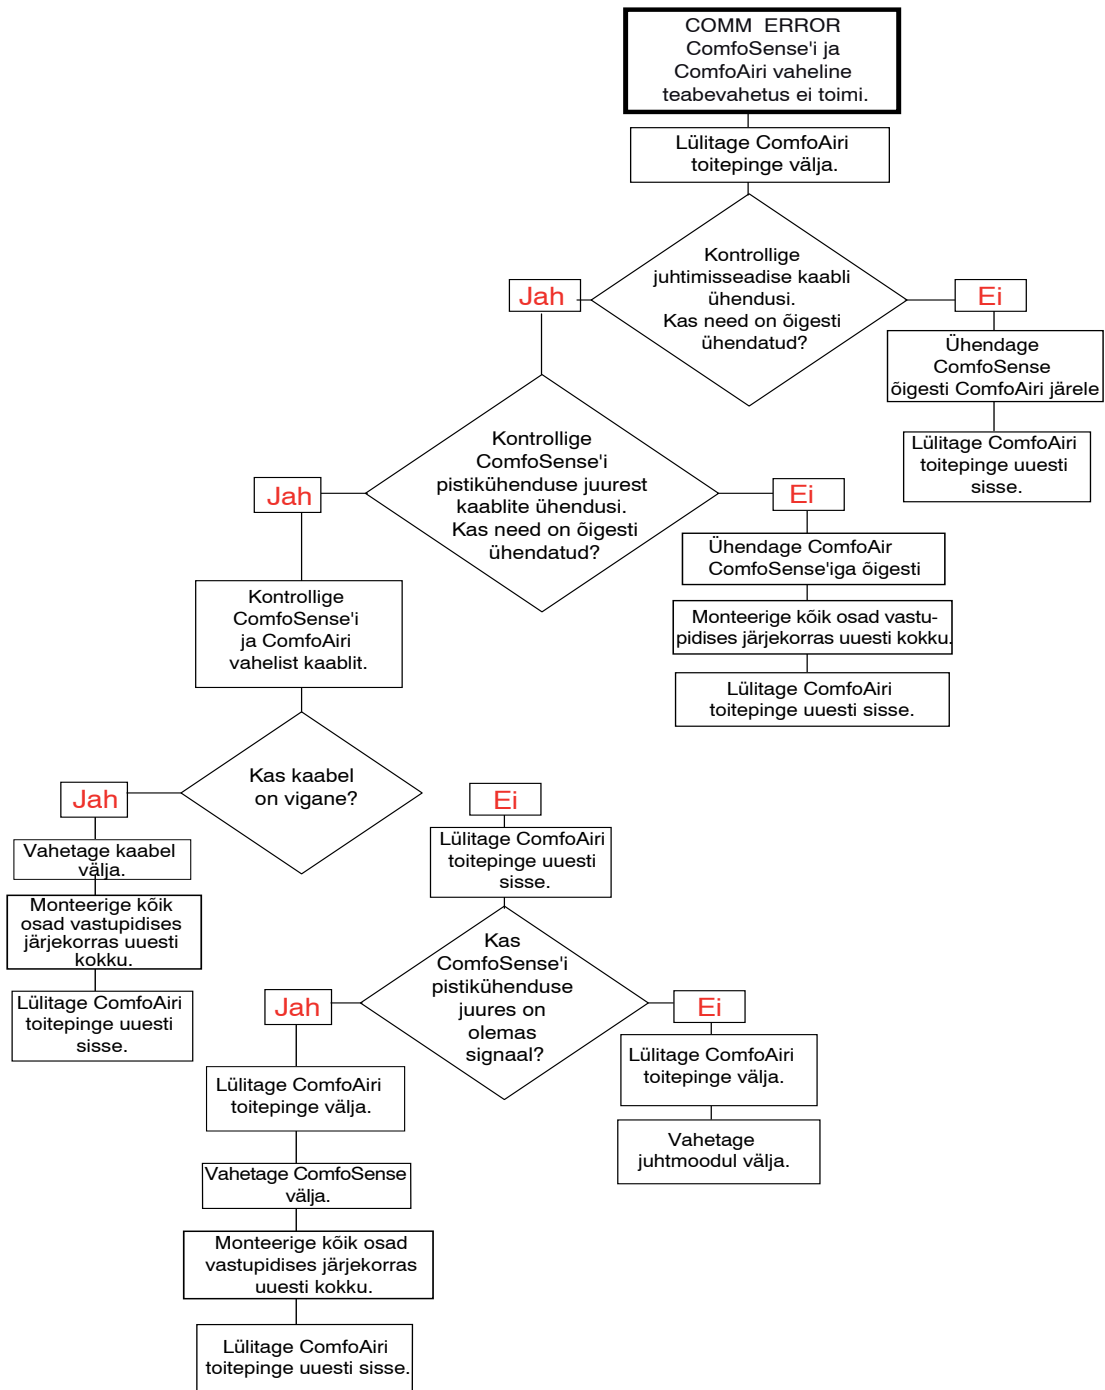 COMM ERROR
ComfoSense'i ja
ComfoAiri vaheline
teabevahetus ei toimi.
Lülitage ComfoAiri
toitepinge välja.
Kontrollige
juhtimisseadise kaabli
ühendusi.
Kas need on õigesti
ühendatud?
Jah
Ei
Ühendage
ComfoSense
õigesti ComfoAiri järele
Lülitage ComfoAiri
toitepinge uuesti
sisse.
Kontrollige
ComfoSense'i
pistikühenduse juurest
kaablite ühendusi.
Kas need on õigesti
ühendatud?
Jah
Ei
Ühendage ComfoAir
ComfoSense'iga õigesti
Monteerige kõik osad vastu-
pidises järjekorras uuesti kokku.
Lülitage ComfoAiri
toitepinge uuesti sisse.
Kontrollige
ComfoSense'i
ja ComfoAiri
vahelist kaablit.
Kas kaabel
on vigane?
Jah
Vahetage kaabel
välja.
Monteerige kõik
osad vastupidises
järjekorras uuesti
kokku.
Lülitage ComfoAiri
toitepinge uuesti
sisse.
Ei
Lülitage ComfoAiri
toitepinge uuesti
sisse.
Kas
ComfoSense'i
pistikühenduse
juures on
olemas
signaal?
Jah
Lülitage ComfoAiri
toitepinge välja.
Vahetage ComfoSense
välja.
Monteerige kõik osad
vastupidises järjekorras
uuesti kokku.
Lülitage ComfoAiri
toitepinge uuesti sisse.
Ei
Lülitage ComfoAiri
toitepinge välja.
Vahetage
juhtmoodul välja.